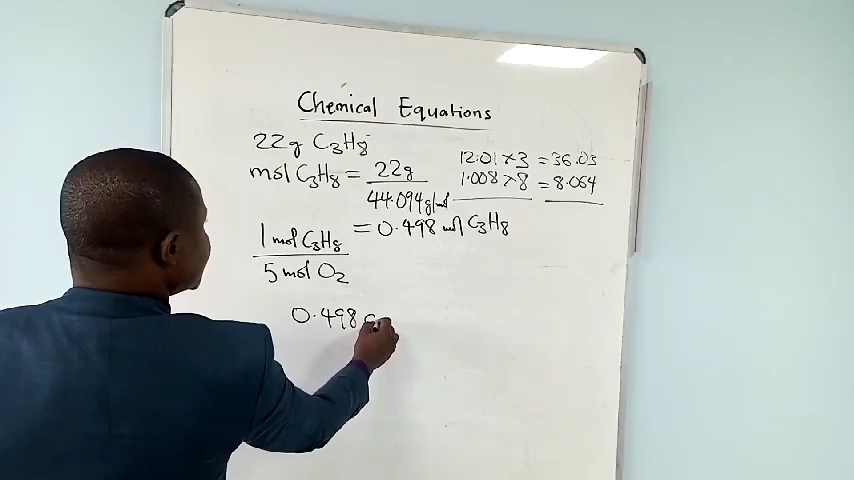 Chemical Equations
22g C3H8
mol C3H8 = 22g
44.094g/mol
= 0.498 mol C3H8
12.01 × 3 = 36.03
1.008 × 8 = 8.064
1 mol C3H8
5 mol O2
0.498